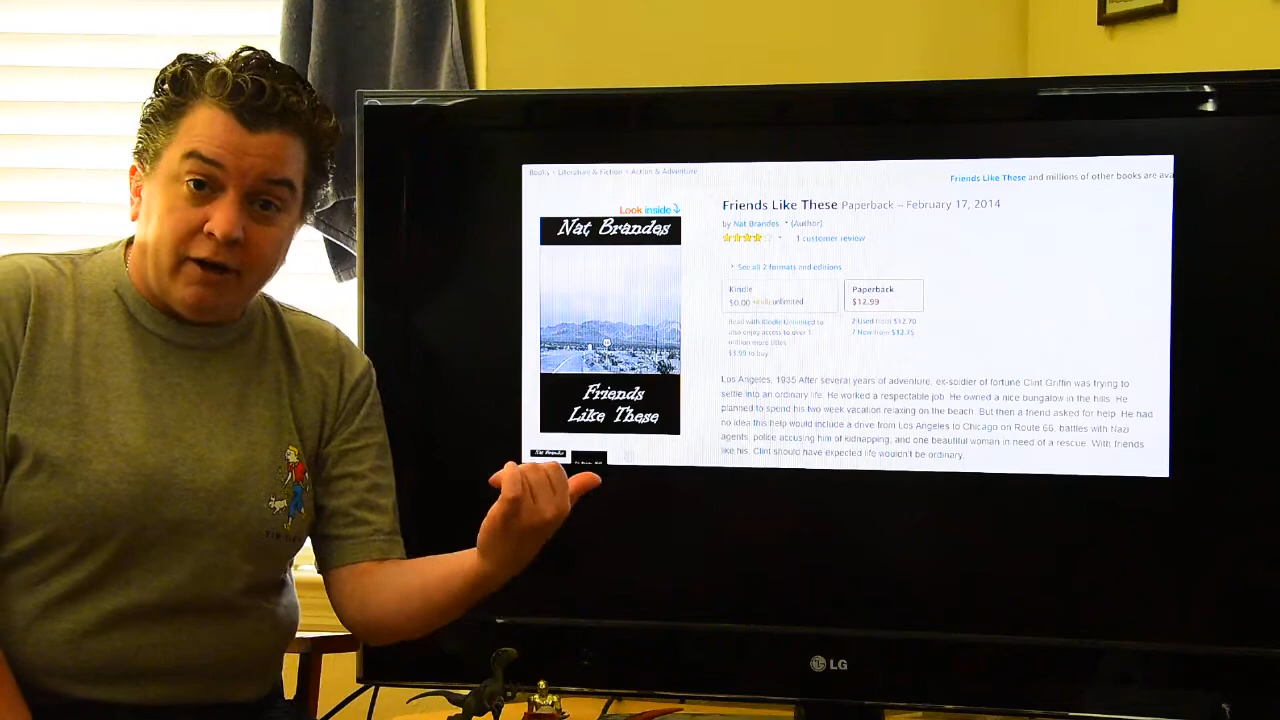 Books › Literature & Fiction › Action & Adventure
Friends Like These and millions of other books are ava
Look inside
Nat Brandes
Friends
Like These
Nat Brandes
Friends Like These Paperback – February 17, 2014
by Nat Brandes (Author)
1 customer review
See all 2 formats and editions
Kindle
$0.00 kindleunlimited
Paperback
$12.99
Read with Kindle Unlimited to
also enjoy access to over 1
million more titles
$3.99 to buy
2 Used from $12.70
7 New from $12.75
Los Angeles, 1935 After several years of adventure, ex-soldier of fortune Clint Griffin was trying to
settle into an ordinary life. He worked a respectable job. He owned a nice bungalow in the hills. He
planned to spend his two week vacation relaxing on the beach. But then a friend asked for help. He had
no idea this help would include a drive from Los Angeles to Chicago on Route 66, battles with Nazi
agents, police accusing him of kidnapping, and one beautiful woman in need of a rescue. With friends
like his, Clint should have expected life wouldn't be ordinary.
LG